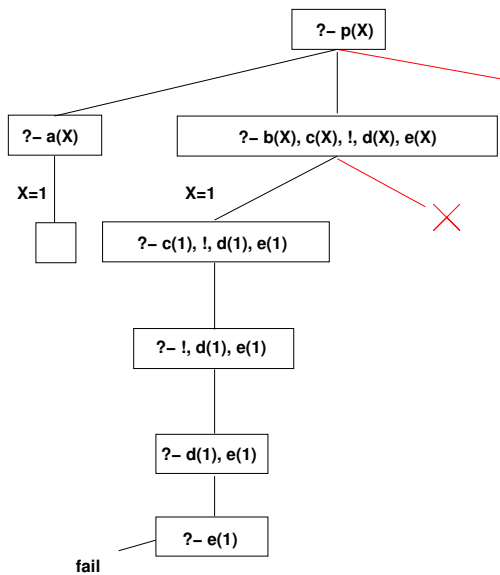 ?– p(X)
?– a(X)
?– b(X), c(X), !, d(X), e(X)
X=1
X=1
?– c(1), !, d(1), e(1)
?– !, d(1), e(1)
?– d(1), e(1)
?– e(1)
fail